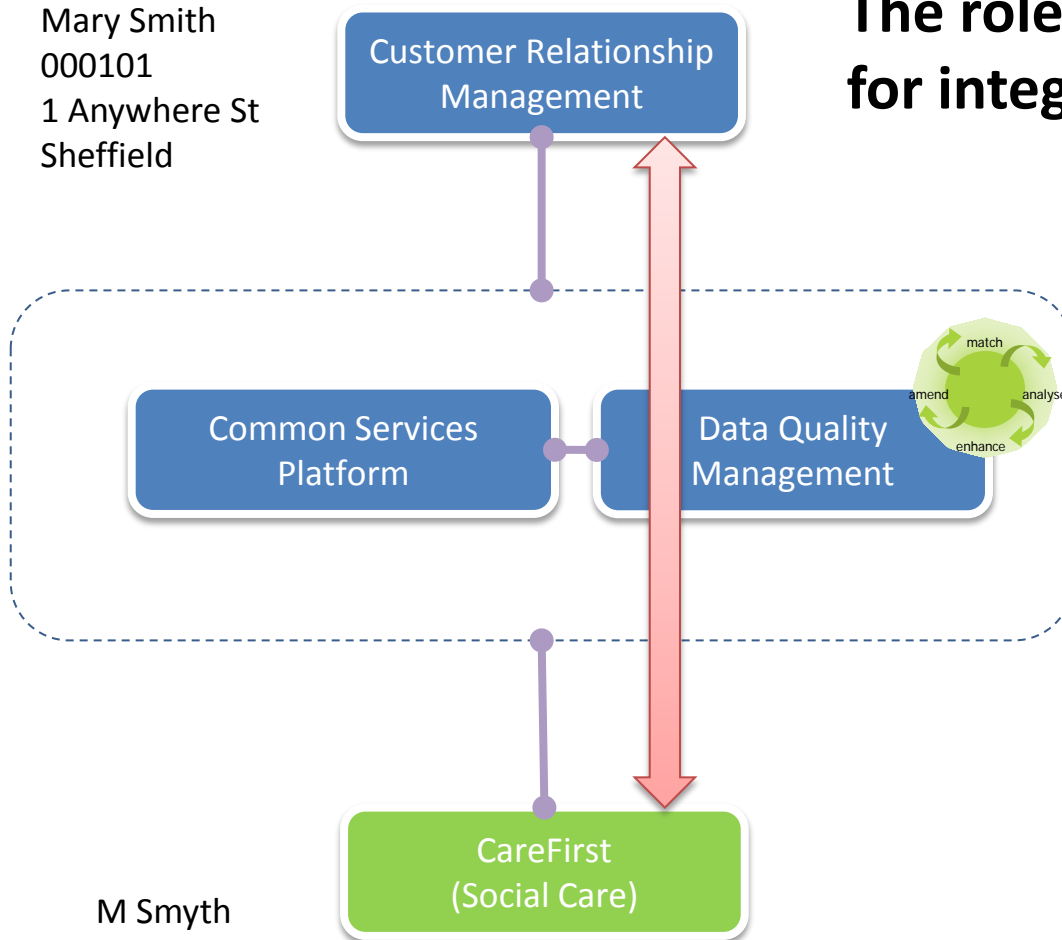 Mary Smith
000101
1 Anywhere St
Sheffield
Customer Relationship
Management
The role
for integ
match
amend
analyse
enhance
Common Services
Platform
Data Quality
Management
CareFirst
(Social Care)
M Smyth